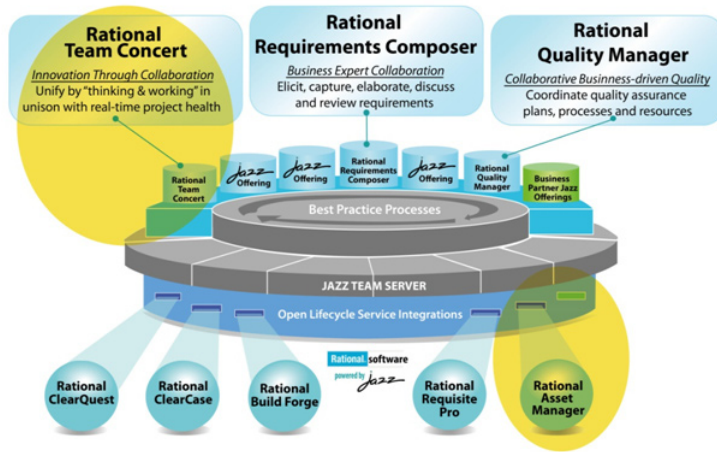 Rational
Team Concert
Innovation Through Collaboration
Unify by "thinking & working" in
unison with real-time project health
Rational
Requirements Composer
Business Expert Collaboration
Elicit, capture, elaborate, discuss
and review requirements
Rational
Quality Manager
Collaborative Businness-driven Quality
Coordinate quality assurance
plans, processes and resources
Rational
Team
Concert
Jazz
Offering
Jazz
Offering
Rational
Requirements
Composer
Jazz
Offering
Rational
Quality
Manager
Business
Partner Jazz
Offerings
Best Practice Processes
JAZZ TEAM SERVER
Open Lifecycle Service Integrations
Rational
ClearQuest
Rational
ClearCase
Rational
Build Forge
Rational. software
powered by Jazz
Rational
Requisite
Pro
Rational
Asset
Manager